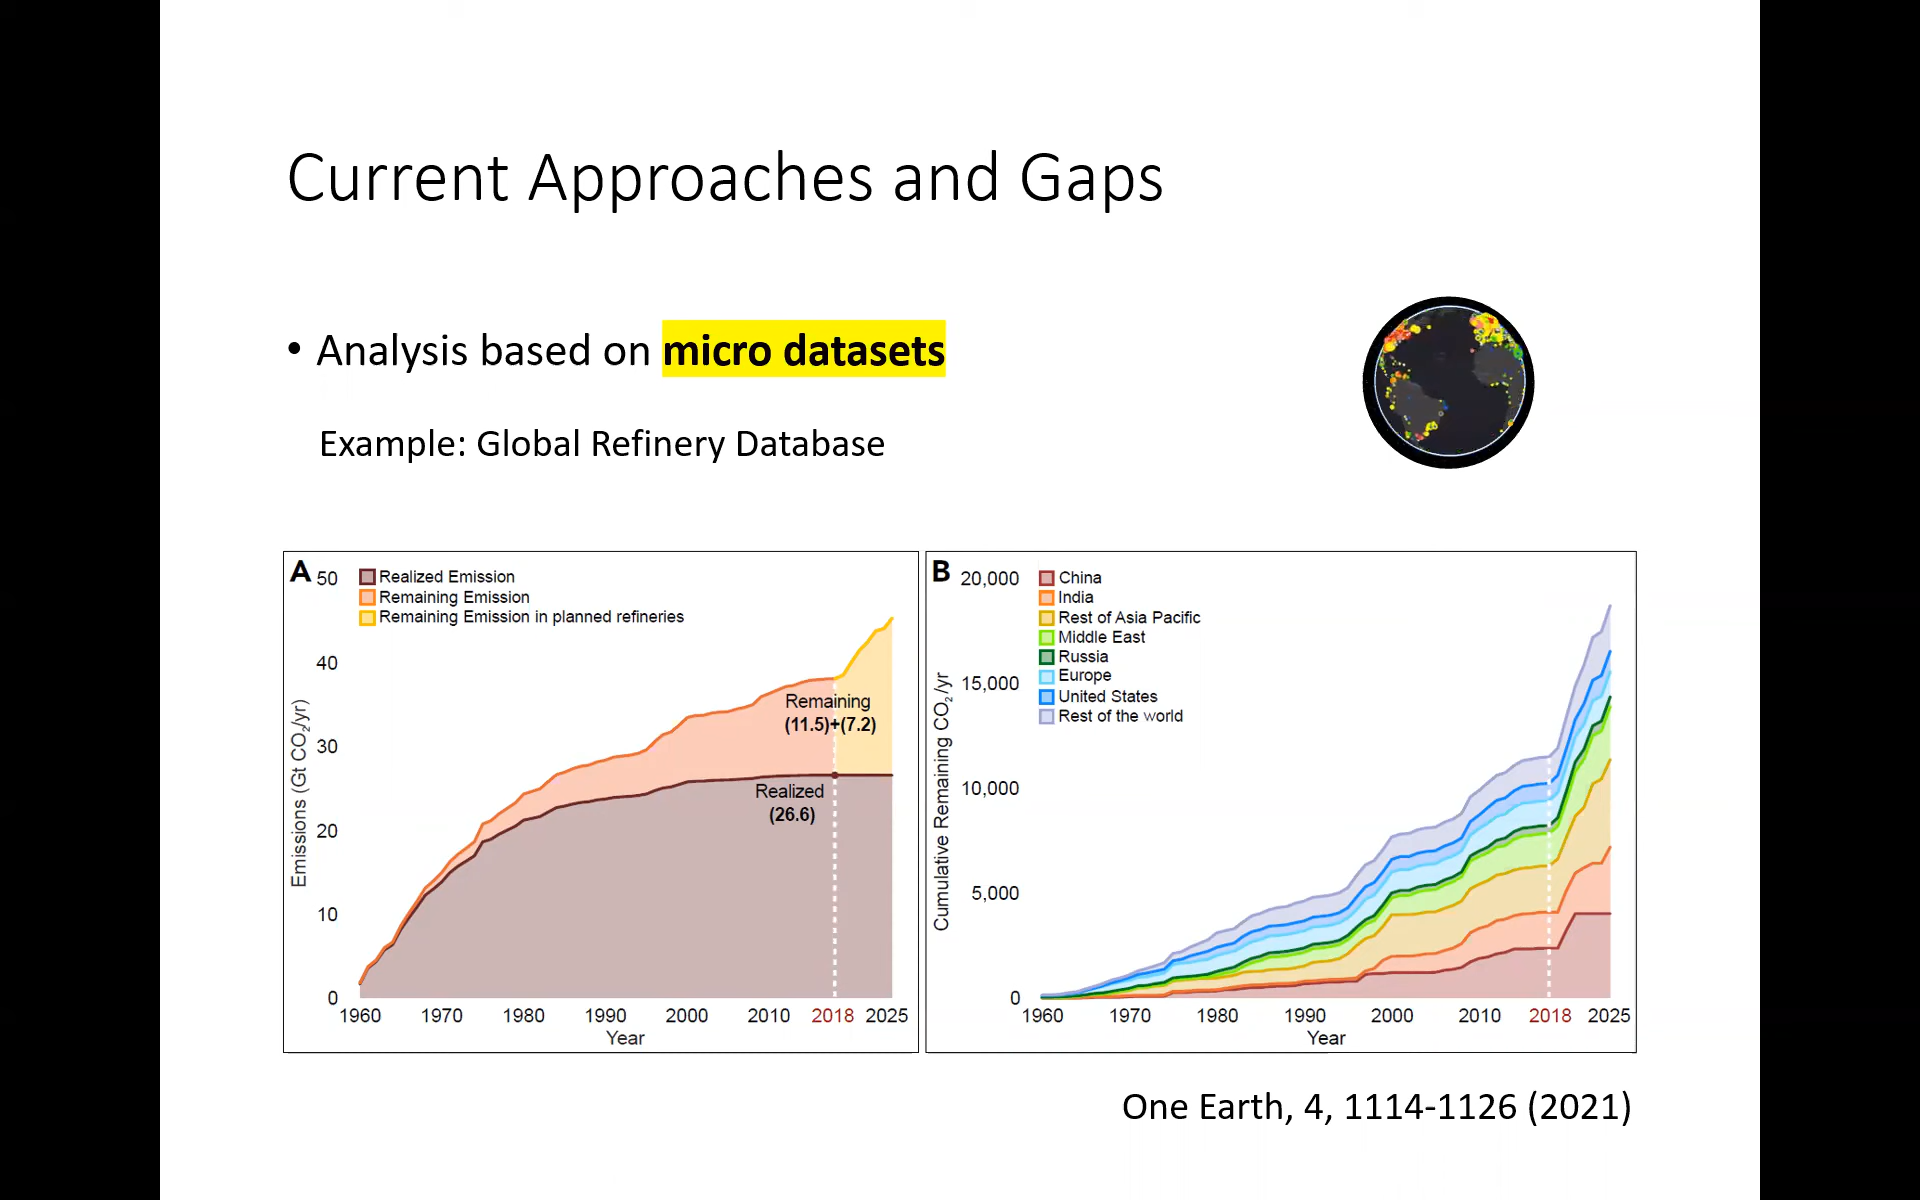 Current Approaches and Gaps
• Analysis based on micro datasets
Example: Global Refinery Database
A
50
40
30
20
10
0
Emissions (Gt CO₂/yr)
Realized Emission
Remaining Emission
Remaining Emission in planned refineries
Remaining
(11.5)+(7.2)
Realized
(26.6)
1960 1970 1980 1990 2000 2010 2018 2025
Year
B
20,000
15,000
10,000
5,000
0
Cumulative Remaining CO₂/yr
China
India
Rest of Asia Pacific
Middle East
Russia
Europe
United States
Rest of the world
1960 1970 1980 1990 2000 2010 2018 2025
Year
One Earth, 4, 1114-1126 (2021)